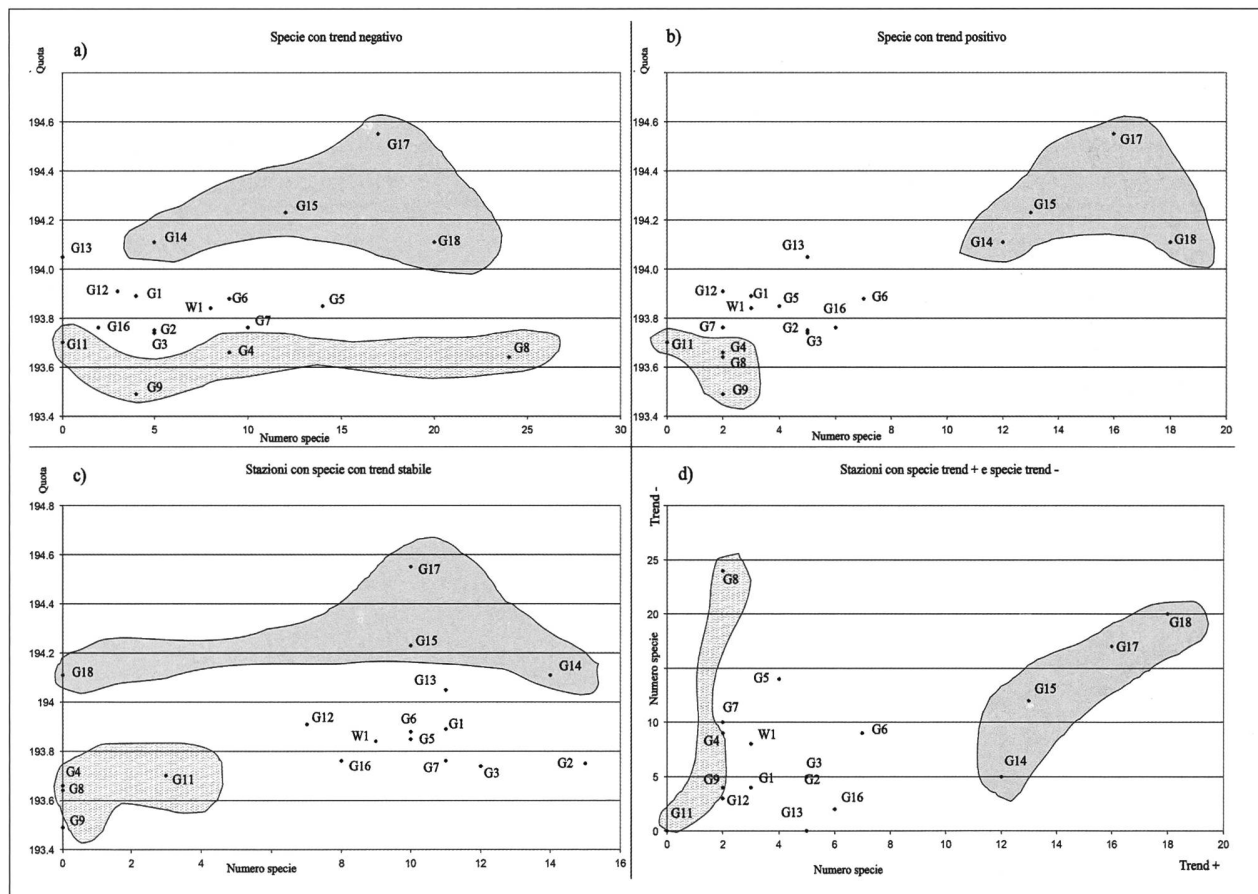 a)
Specie con trend negativo
Quota
194.6
194.4
194.2
194.0
193.8
193.6
193.4
G17
G15
G14
G18
G13
G12
G1
G6
G5
W1
G16
G2
G7
G3
G11
G4
G8
G9
0 5 10 15 20 25 30
Numero specie
b)
Specie con trend positivo
Quota
194.6
194.4
194.2
194.0
193.8
193.6
193.4
G17
G15
G14
G18
G13
G12
G1
G5
G6
W1
G16
G7
G2
G3
G11
G4
G8
G9
0 2 4 6 8 10 12 14 16 18 20
Numero specie
c)
Stazioni con specie con trend stabile
Quota
194.8
194.6
194.4
194.2
194
193.8
193.6
193.4
G17
G15
G18
G14
G13
G12
G6
G1
W1
G5
G16
G7
G3
G2
G4
G11
G8
G9
0 2 4 6 8 10 12 14 16
Numero specie
d)
Stazioni con specie trend + e specie trend -
Trend -
Numero specie
25
20
15
10
5
0
G8
G18
G17
G5
G15
G7
G4
W1
G6
G14
G3
G9
G1
G2
G12
G16
G11
G13
0 2 4 6 8 10 12 14 16 18 20
Numero specie
Trend +